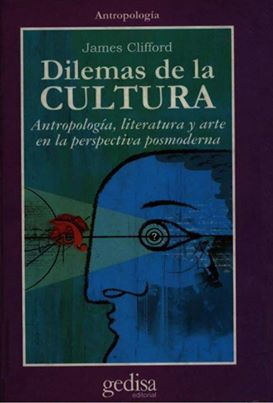 Antropología
James Clifford
Dilemas de la
CULTURA
Antropología, literatura y arte
en la perspectiva posmoderna
?
gedisa
editorial